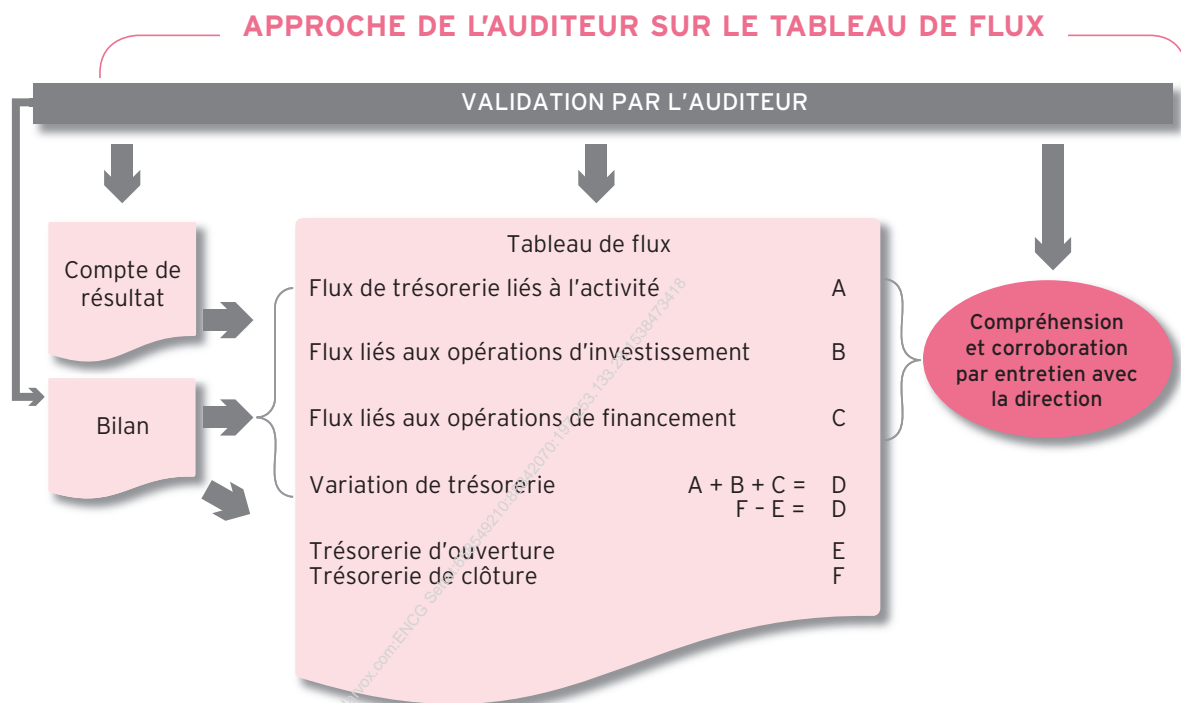 APPROCHE DE L'AUDITEUR SUR LE TABLEAU DE FLUX
VALIDATION PAR L'AUDITEUR
Compte de
résultat
Bilan
Tableau de flux
Flux de trésorerie liés à l'activité A
Flux liés aux opérations d'investissement B
Flux liés aux opérations de financement C
Variation de trésorerie A + B + C = D
F – E = D
Trésorerie d'ouverture E
Trésorerie de clôture F
Compréhension
et corroboration
par entretien avec
la direction